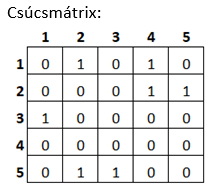 Csúcsmátrix:
1 2 3 4 5
1 0 1 0 1 0
2 0 0 0 1 1
3 1 0 0 0 0
4 0 0 0 0 0
5 0 1 1 0 0